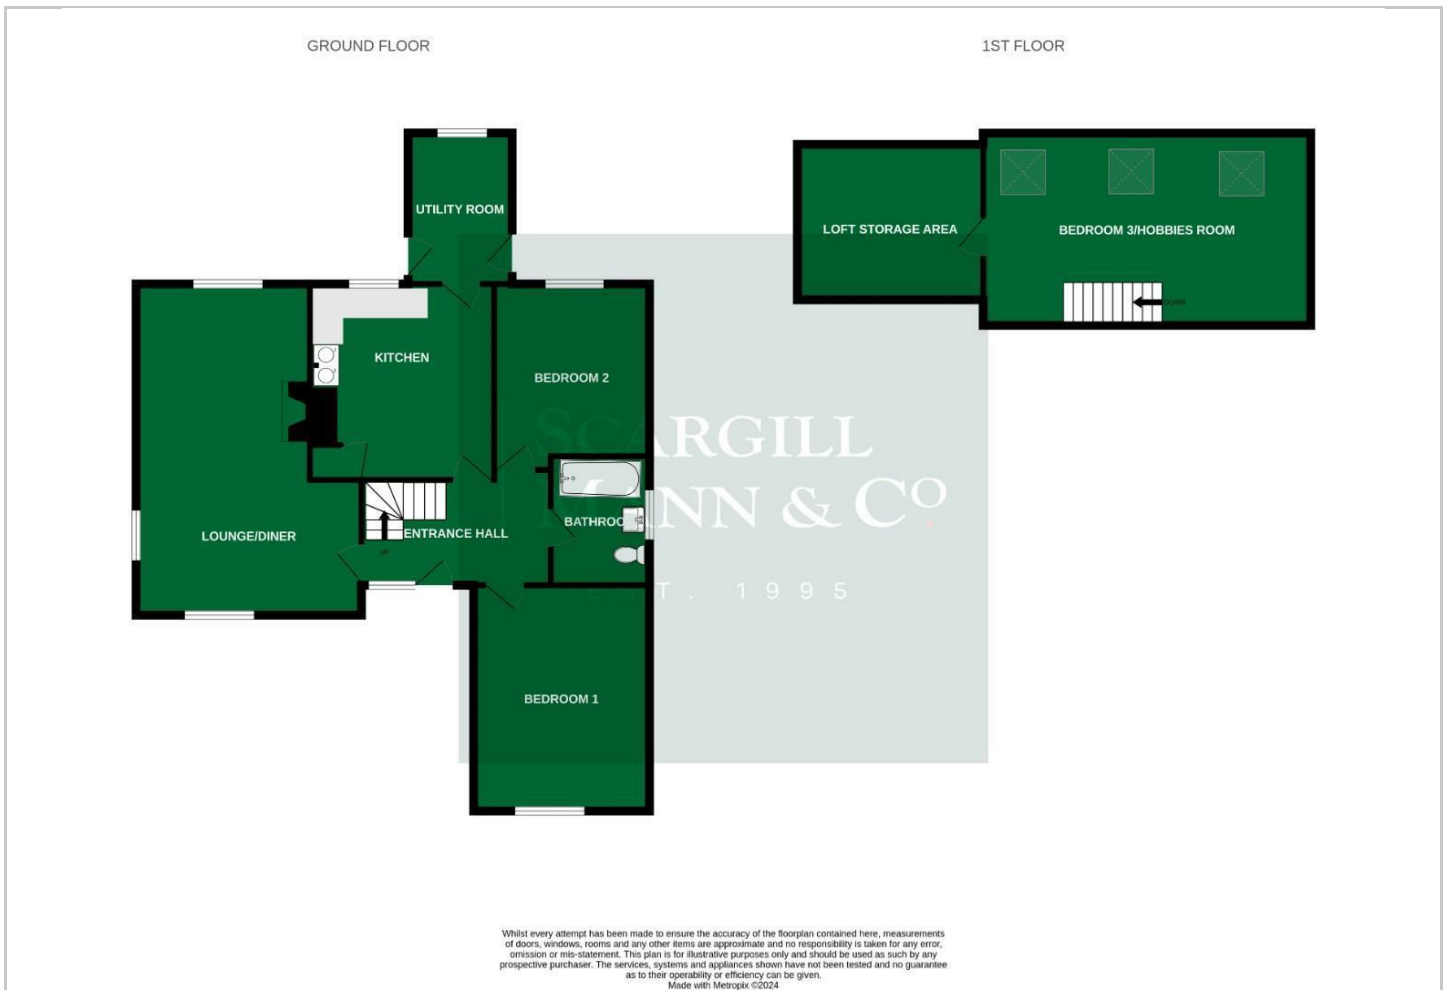 GROUND FLOOR
1ST FLOOR
UTILITY ROOM
LOFT STORAGE AREA
BEDROOM 3/HOBBIES ROOM
DOWN
KITCHEN
BEDROOM 2
SCARGILL
MANN & CO
LOUNGE/DINER
ENTRANCE HALL
BATHROOM
UP
EST. 1995
BEDROOM 1
Whilst every attempt has been made to ensure the accuracy of the floorplan contained here, measurements
of doors, windows, rooms and any other items are approximate and no responsibility is taken for any error,
omission or mis-statement. This plan is for illustrative purposes only and should be used as such by any
prospective purchaser. The services, systems and appliances shown have not been tested and no guarantee
as to their operability or efficiency can be given.
Made with Metropix ©2024